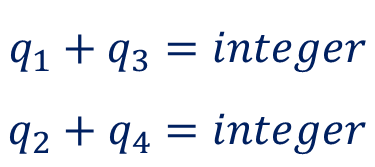 q₁ + q₃ = integer
q₂ + q₄ = integer